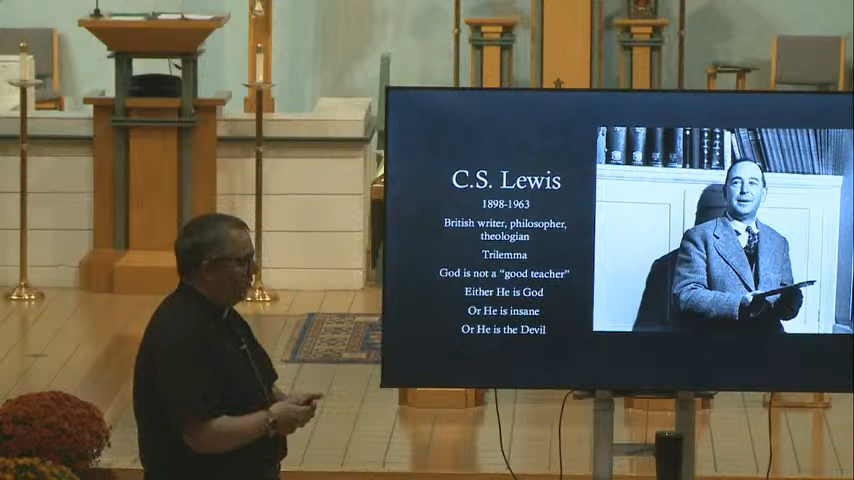 C.S. Lewis
1898-1963
British writer, philosopher,
theologian
Trilemma
God is not a “good teacher”
Either He is God
Or He is insane
Or He is the Devil